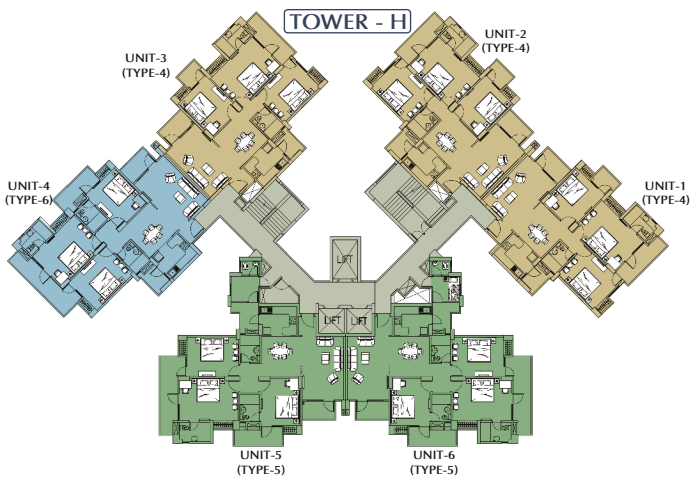 TOWER - H
UNIT-3
(TYPE-4)
UNIT-2
(TYPE-4)
UNIT-4
(TYPE-6)
UNIT-1
(TYPE-4)
LIFT
LIFT
LIFT
UNIT-5
(TYPE-5)
UNIT-6
(TYPE-5)